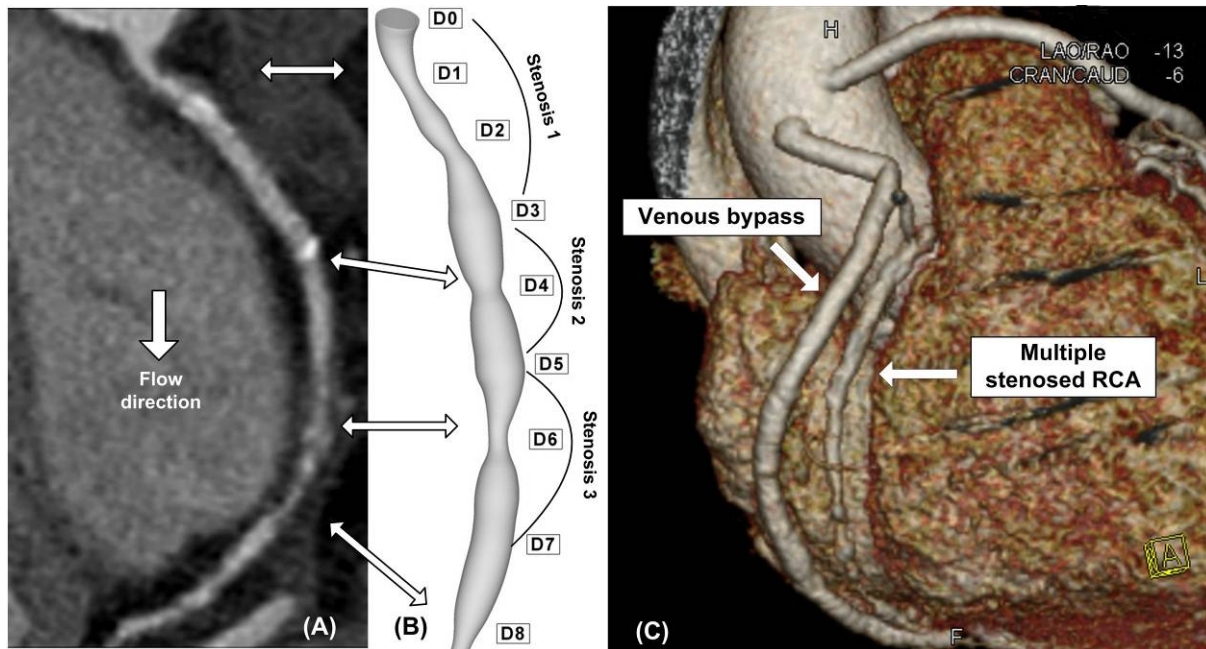 Flow
direction
(A)
D0
D1
D2
D3
D4
D5
D6
D7
D8
Stenosis 1
Stenosis 2
Stenosis 3
(B)
H
LAO/RAO -13
CRAN/CAUD -6
Venous bypass
L
Multiple
stenosed RCA
A
F
(C)